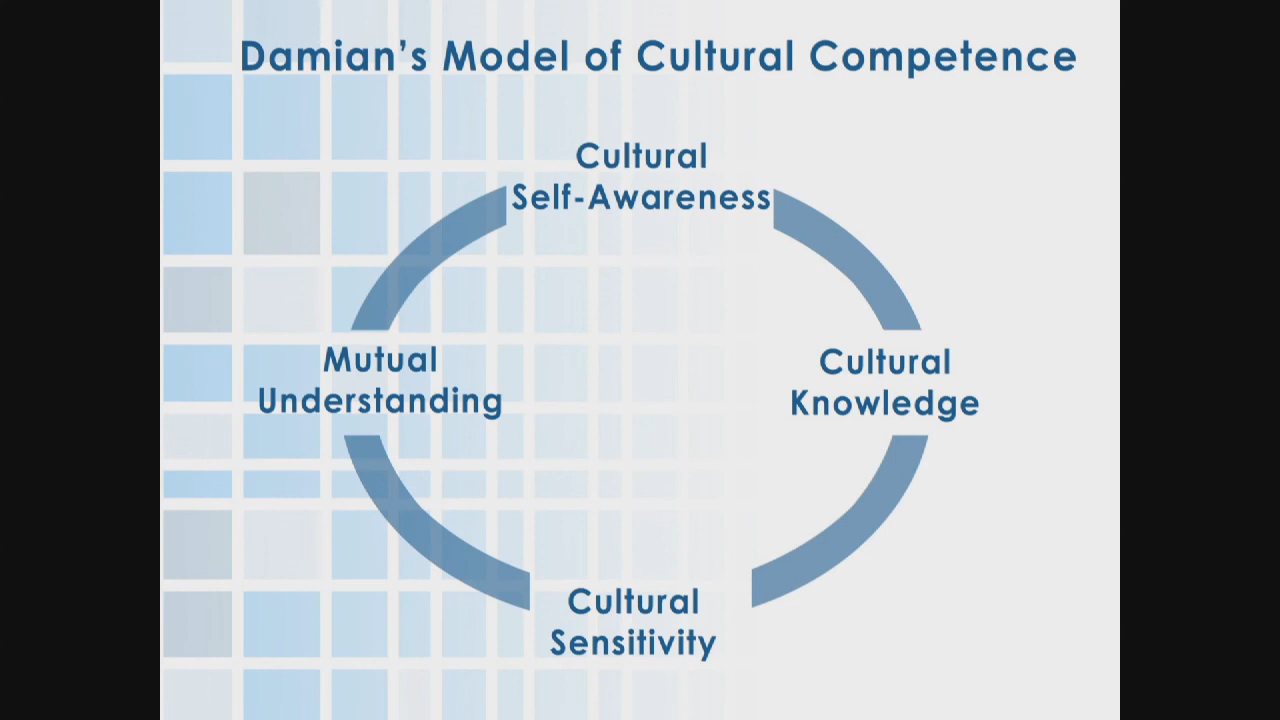 Damian's Model of Cultural Competence
Cultural
Self-Awareness
Mutual
Understanding
Cultural
Knowledge
Cultural
Sensitivity